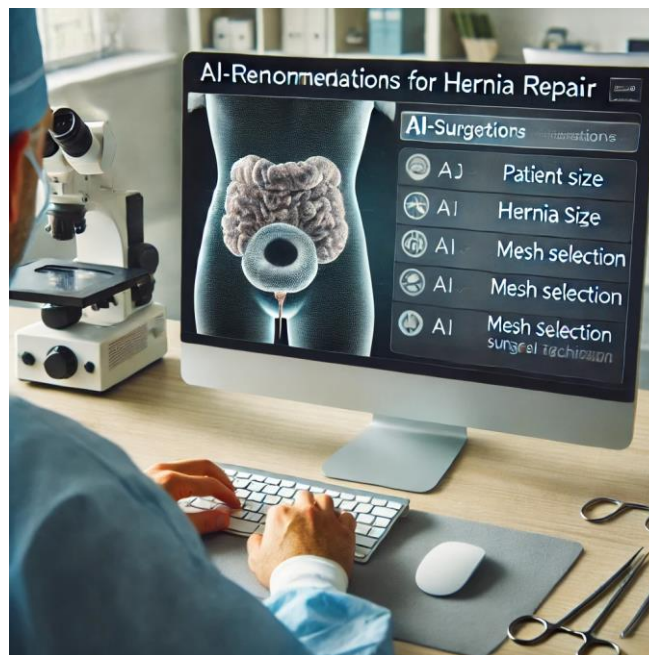 AI-Renommedations for Hernia Repair
AI-Surgetions
AJ Patient size
AI Hernia Size
AI Mesh selection
AI Mesh selection
AI Mesh selection